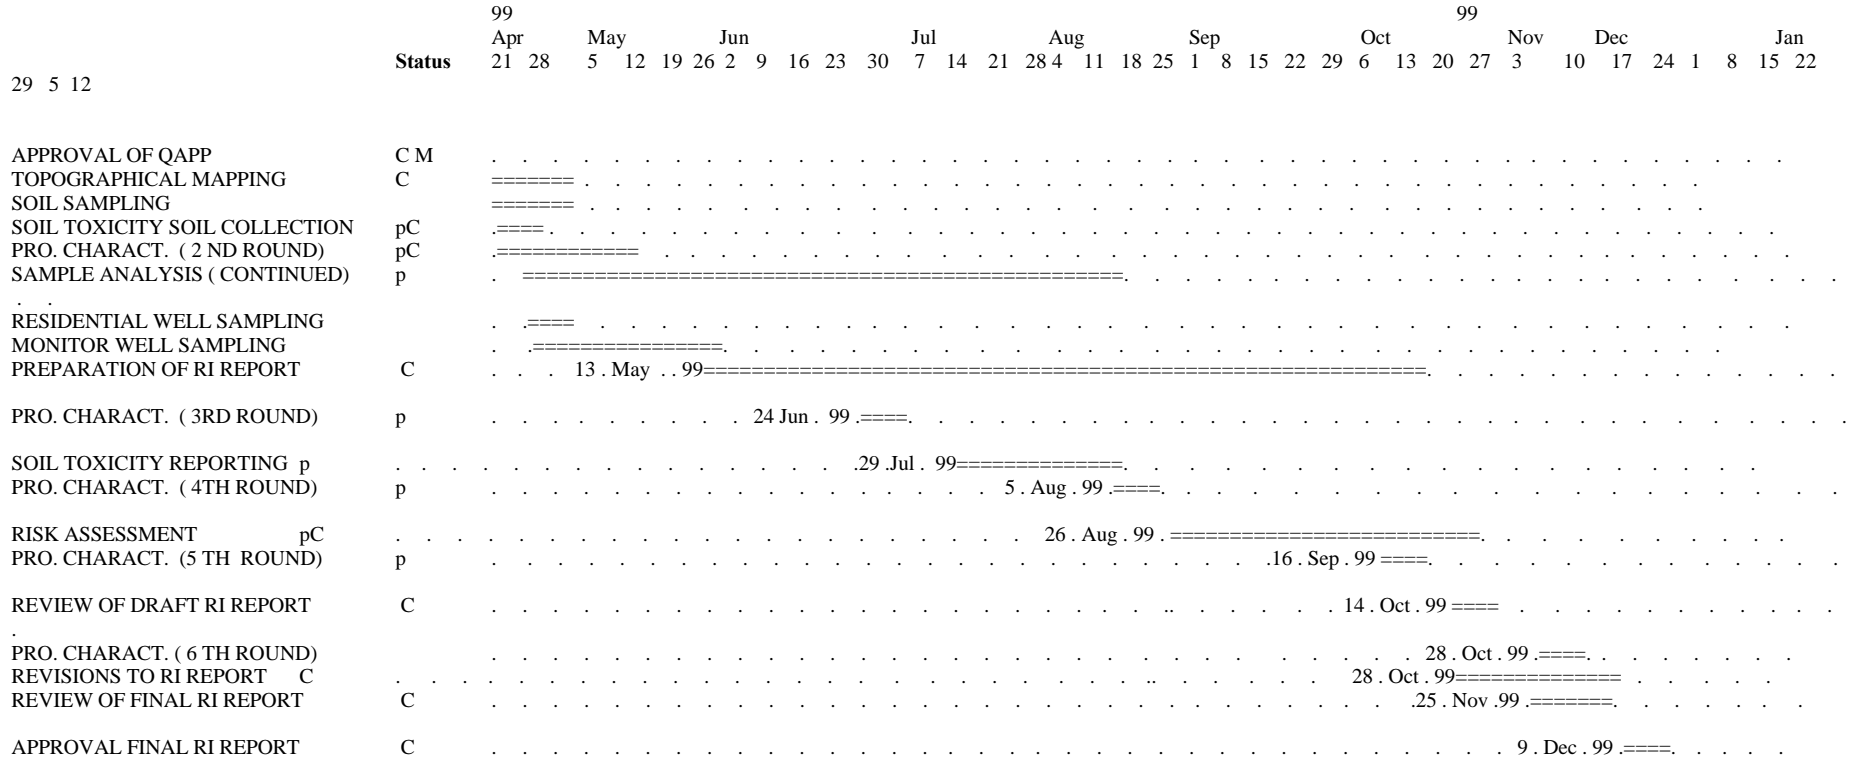 99 99
Apr May Jun Jul Aug Sep Oct Nov Dec Jan
Status 21 28 5 12 19 26 2 9 16 23 30 7 14 21 28 4 11 18 25 1 8 15 22 29 6 13 20 27 3 10 17 24 1 8 15 22
29 5 12
APPROVAL OF QAPP C M
TOPOGRAPHICAL MAPPING C =======
SOIL SAMPLING =======
SOIL TOXICITY SOIL COLLECTION pC .====
PRO. CHARACT. ( 2 ND ROUND) pC .============
SAMPLE ANALYSIS ( CONTINUED) p . ===================================================
RESIDENTIAL WELL SAMPLING . .====
MONITOR WELL SAMPLING . .================
PREPARATION OF RI REPORT C . . . 13 . May . . 99=============================================================
PRO. CHARACT. ( 3RD ROUND) p 24 Jun . 99 .====
SOIL TOXICITY REPORTING p .29 .Jul . 99==============
PRO. CHARACT. ( 4TH ROUND) p 5 . Aug . 99 .====
RISK ASSESSMENT pC 26 . Aug . 99 . ==========================
PRO. CHARACT. (5 TH ROUND) p .16 . Sep . 99 ====
REVIEW OF DRAFT RI REPORT C 14 . Oct . 99 ====
PRO. CHARACT. ( 6 TH ROUND) 28 . Oct . 99 .====
REVISIONS TO RI REPORT C 28 . Oct . 99==============
REVIEW OF FINAL RI REPORT C .25 . Nov .99 .=======
APPROVAL FINAL RI REPORT C 9 . Dec . 99 .====